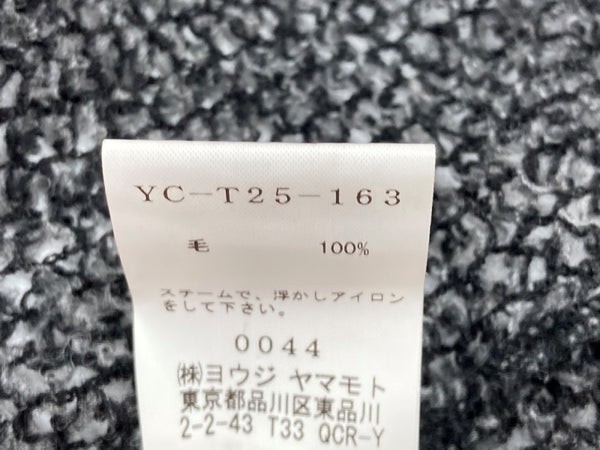 YC-T25-163
毛 100%
スチームで、浮かしアイロン
をして下さい。
0044
㈱ヨウジ ヤマモト
東京都品川区東品川
2-2-43 T33 QCR-Y